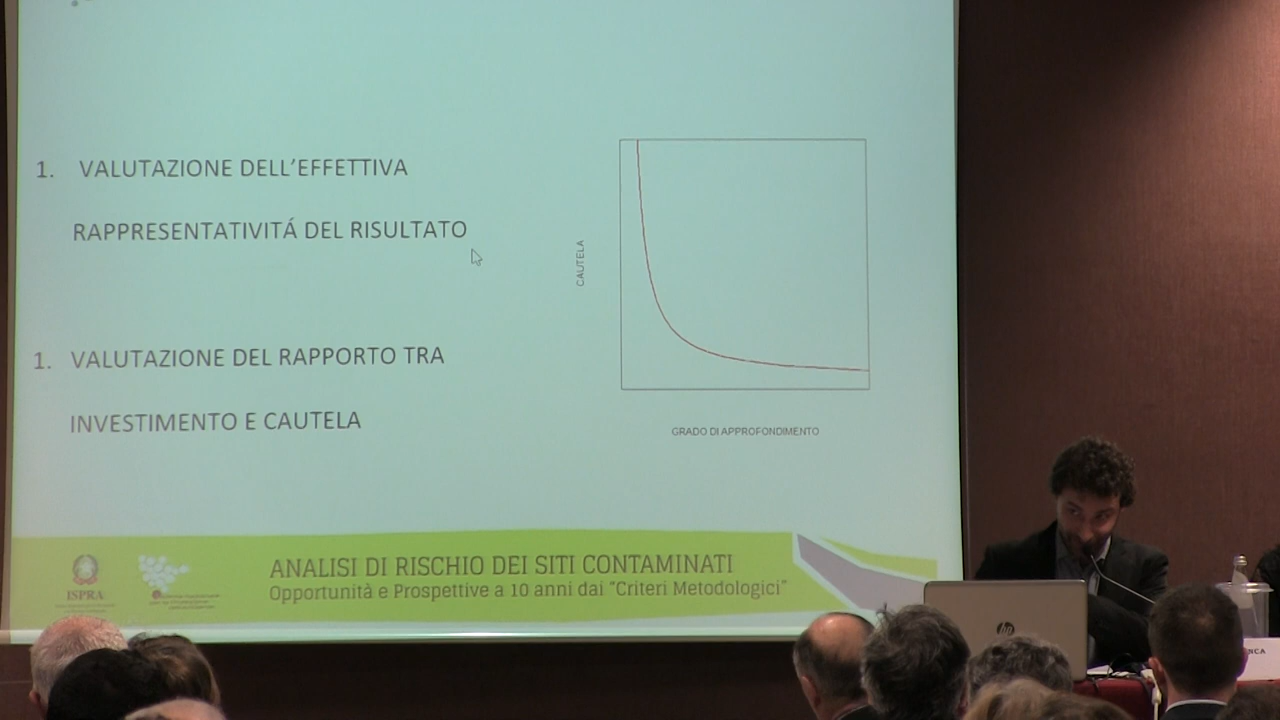 1. VALUTAZIONE DELL'EFFETTIVA
RAPPRESENTATIVITÁ DEL RISULTATO
1. VALUTAZIONE DEL RAPPORTO TRA
INVESTIMENTO E CAUTELA
CAUTELA
GRADO DI APPROFONDIMENTO
ISPRA
ANALISI DI RISCHIO DEI SITI CONTAMINATI
Opportunità e Prospettive a 10 anni dai "Criteri Metodologici"
hp
NCA